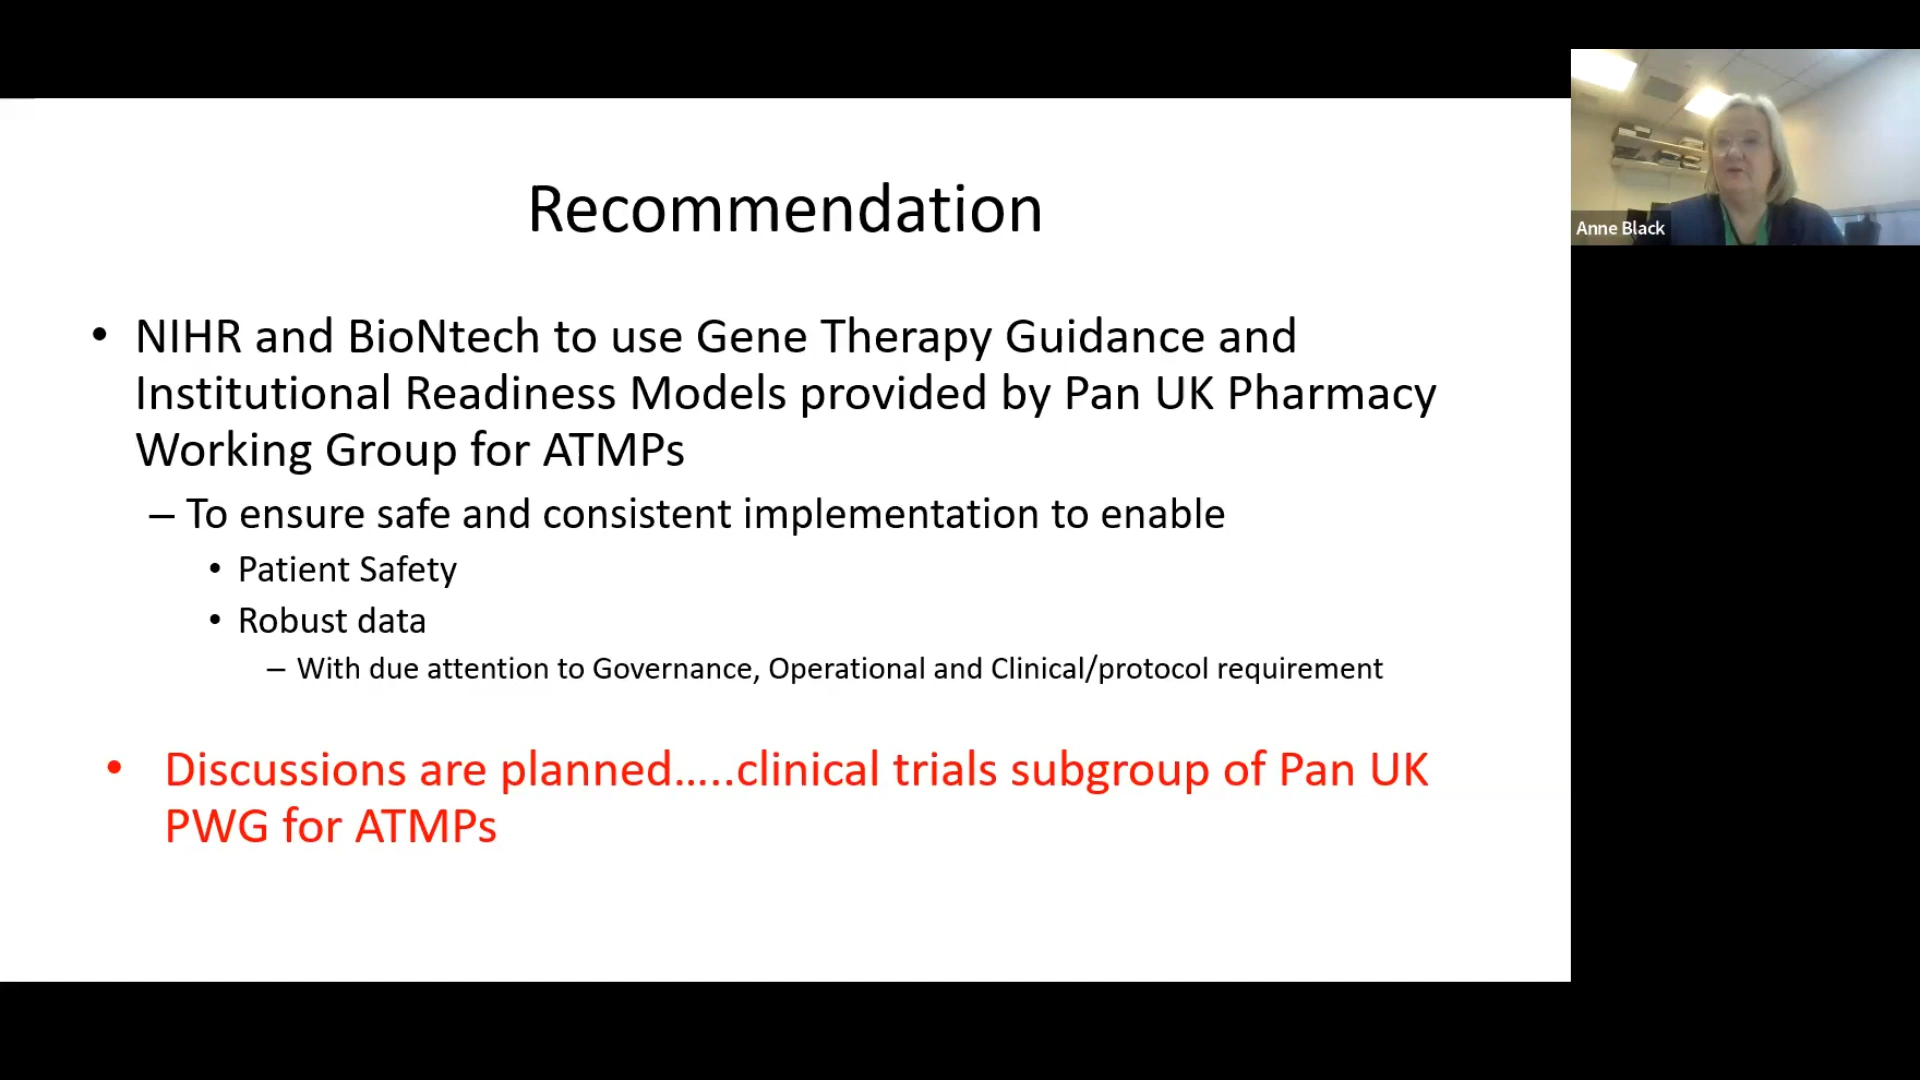 Recommendation
• NIHR and BioNtech to use Gene Therapy Guidance and
Institutional Readiness Models provided by Pan UK Pharmacy
Working Group for ATMPs
– To ensure safe and consistent implementation to enable
• Patient Safety
• Robust data
– With due attention to Governance, Operational and Clinical/protocol requirement
• Discussions are planned…..clinical trials subgroup of Pan UK
PWG for ATMPs
Anne Black